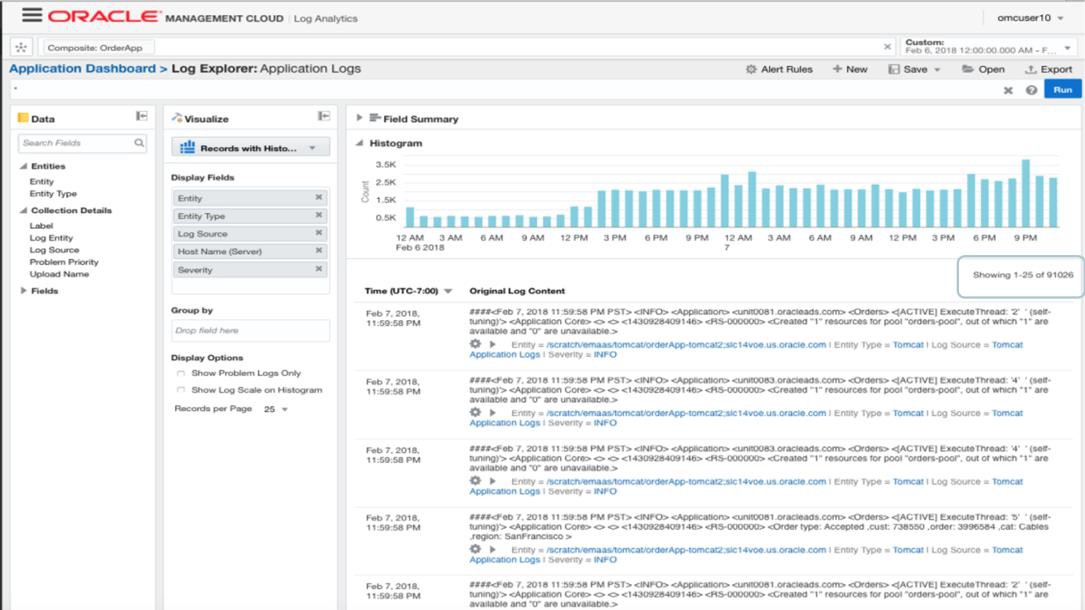 ORACLE MANAGEMENT CLOUD | Log Analytics
omcuser10
Composite: OrderApp
Custom:
Feb 6, 2018 12:00:00.000 AM – F...
Application Dashboard > Log Explorer: Application Logs
Alert Rules
New
Save
Open
Export
*
Run
Data
Search Fields
Entities
Entity
Entity Type
Collection Details
Label
Log Entity
Log Source
Problem Priority
Upload Name
Fields
Visualize
Records with Histo...
Display Fields
Entity
Entity Type
Log Source
Host Name (Server)
Severity
Group by
Drop field here
Display Options
Show Problem Logs Only
Show Log Scale on Histogram
Records per Page 25
Field Summary
Histogram
Count
3.5K
2.5K
1.5K
0.5K
12 AM 3 AM 6 AM 9 AM 12 PM 3 PM 6 PM 9 PM 12 AM 3 AM 6 AM 9 AM 12 PM 3 PM 6 PM 9 PM
Feb 6 2018 7
Showing 1-25 of 91026
Time (UTC-7:00) Original Log Content
Feb 7, 2018,
11:59:58 PM
####<Feb 7, 2018 11:59:58 PM PST> <INFO> <Application> <unit0081.oracleads.com> <Orders> <[ACTIVE] ExecuteThread: '2' ' (self-
tuning)'> <Application Core> <> <> <1430928409146> <RS-000000> <Created "1" resources for pool "orders-pool", out of which "1" are
available and "0" are unavailable.>
Entity = /scratch/emaas/tomcat/orderApp-tomcat2;slc14voe.us.oracle.com | Entity Type = Tomcat | Log Source = Tomcat
Application Logs | Severity = INFO
Feb 7, 2018,
11:59:58 PM
####<Feb 7, 2018 11:59:58 PM PST> <INFO> <Application> <unit0083.oracleads.com> <Orders> <[ACTIVE] ExecuteThread: '4' ' (self-
tuning)'> <Application Core> <> <> <1430928409146> <RS-000000> <Created "1" resources for pool "orders-pool", out of which "1" are
available and "0" are unavailable.>
Entity = /scratch/emaas/tomcat/orderApp-tomcat2;slc14voe.us.oracle.com | Entity Type = Tomcat | Log Source = Tomcat
Application Logs | Severity = INFO
Feb 7, 2018,
11:59:58 PM
####<Feb 7, 2018 11:59:58 PM PST> <INFO> <Application> <unit0083.oracleads.com> <Orders> <[ACTIVE] ExecuteThread: '4' ' (self-
tuning)'> <Application Core> <> <> <1430928409146> <RS-000000> <Created "1" resources for pool "orders-pool", out of which "1" are
available and "0" are unavailable.>
Entity = /scratch/emaas/tomcat/orderApp-tomcat2;slc14voe.us.oracle.com | Entity Type = Tomcat | Log Source = Tomcat
Application Logs | Severity = INFO
Feb 7, 2018,
11:59:58 PM
####<Feb 7, 2018 11:59:58 PM PST> <INFO> <Application> <unit0081.oracleads.com> <Orders> <[ACTIVE] ExecuteThread: '5' ' (self-
tuning)'> <Application Core> <> <> <1430928409146> <RS-000000> <Order type: Accepted ,cust: 738550 ,order: 3996584 ,cat: Cables
,region: SanFrancisco >
Entity = /scratch/emaas/tomcat/orderApp-tomcat2;slc14voe.us.oracle.com | Entity Type = Tomcat | Log Source = Tomcat
Application Logs | Severity = INFO
Feb 7, 2018,
11:59:58 PM
####<Feb 7, 2018 11:59:58 PM PST> <INFO> <Application> <unit0081.oracleads.com> <Orders> <[ACTIVE] ExecuteThread: '2' ' (self-
tuning)'> <Application Core> <> <> <1430928409146> <RS-000000> <Created "1" resources for pool "orders-pool", out of which "1" are
available and "0" are unavailable.>